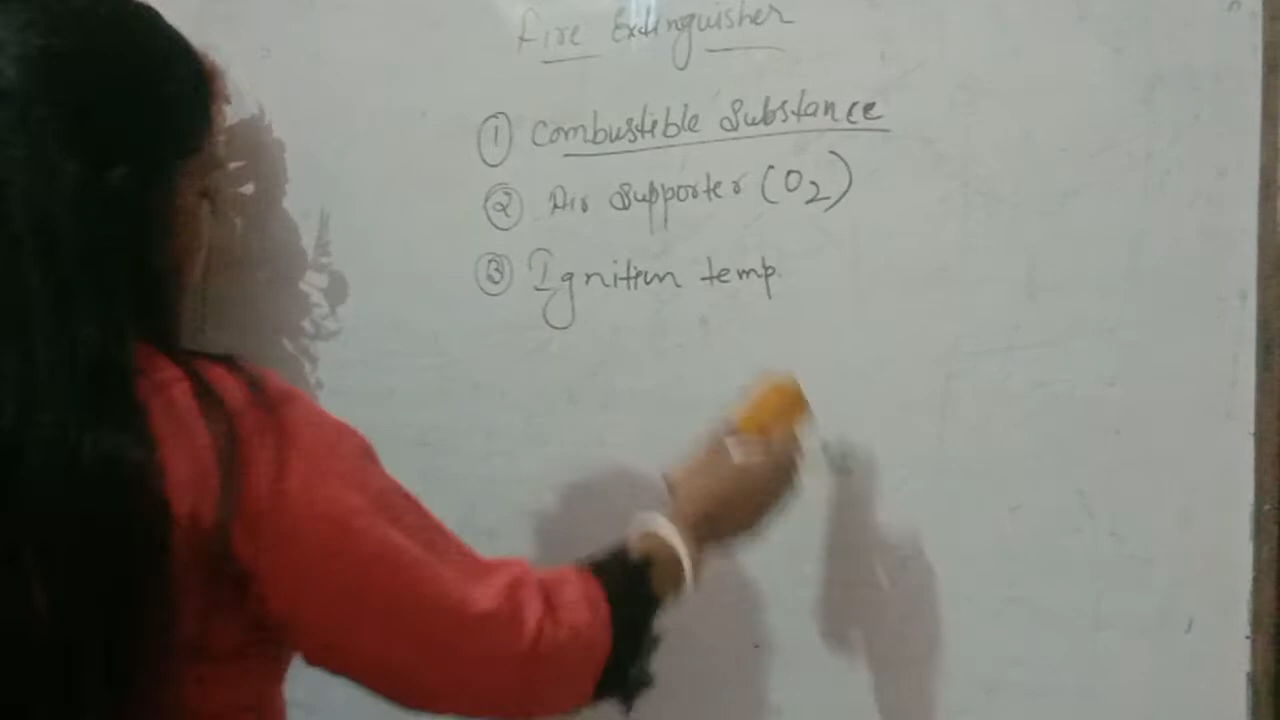 Fire Extinguisher
① Combustible Substance
② Air Supporter (O2)
③ Ignition temp.